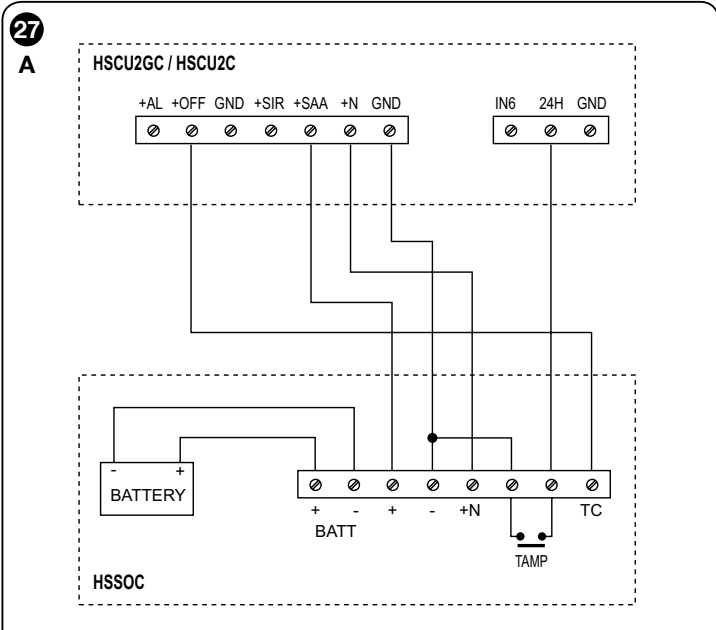 27
A
HSCU2GC / HSCU2C
+AL +OFF GND +SIR +SAA +N GND IN6 24H GND
- +
BATTERY
+ - + - +N TC
BATT
TAMP
HSSOC